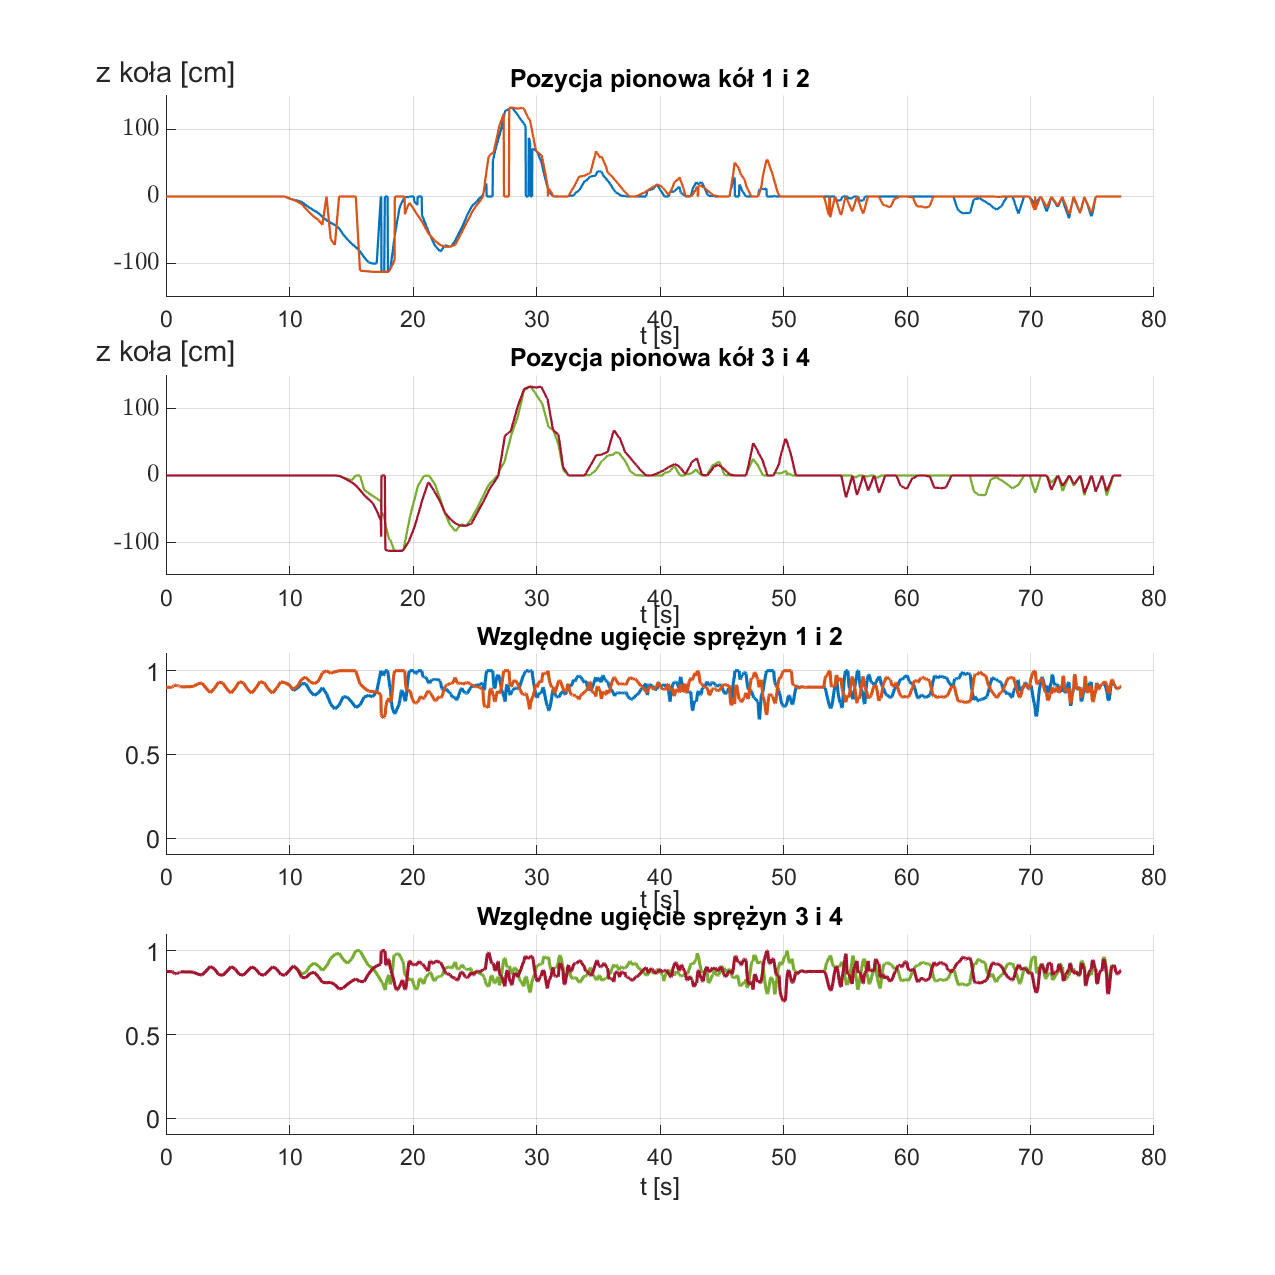 z koła [cm]
Pozycja pionowa kół 1 i 2
100
0
-100
0 10 20 30 40 50 60 70 80
t [s]
z koła [cm]
Pozycja pionowa kół 3 i 4
100
0
-100
0 10 20 30 40 50 60 70 80
t [s]
Względne ugięcie sprężyn 1 i 2
1
0.5
0
0 10 20 30 40 50 60 70 80
t [s]
Względne ugięcie sprężyn 3 i 4
1
0.5
0
0 10 20 30 40 50 60 70 80
t [s]